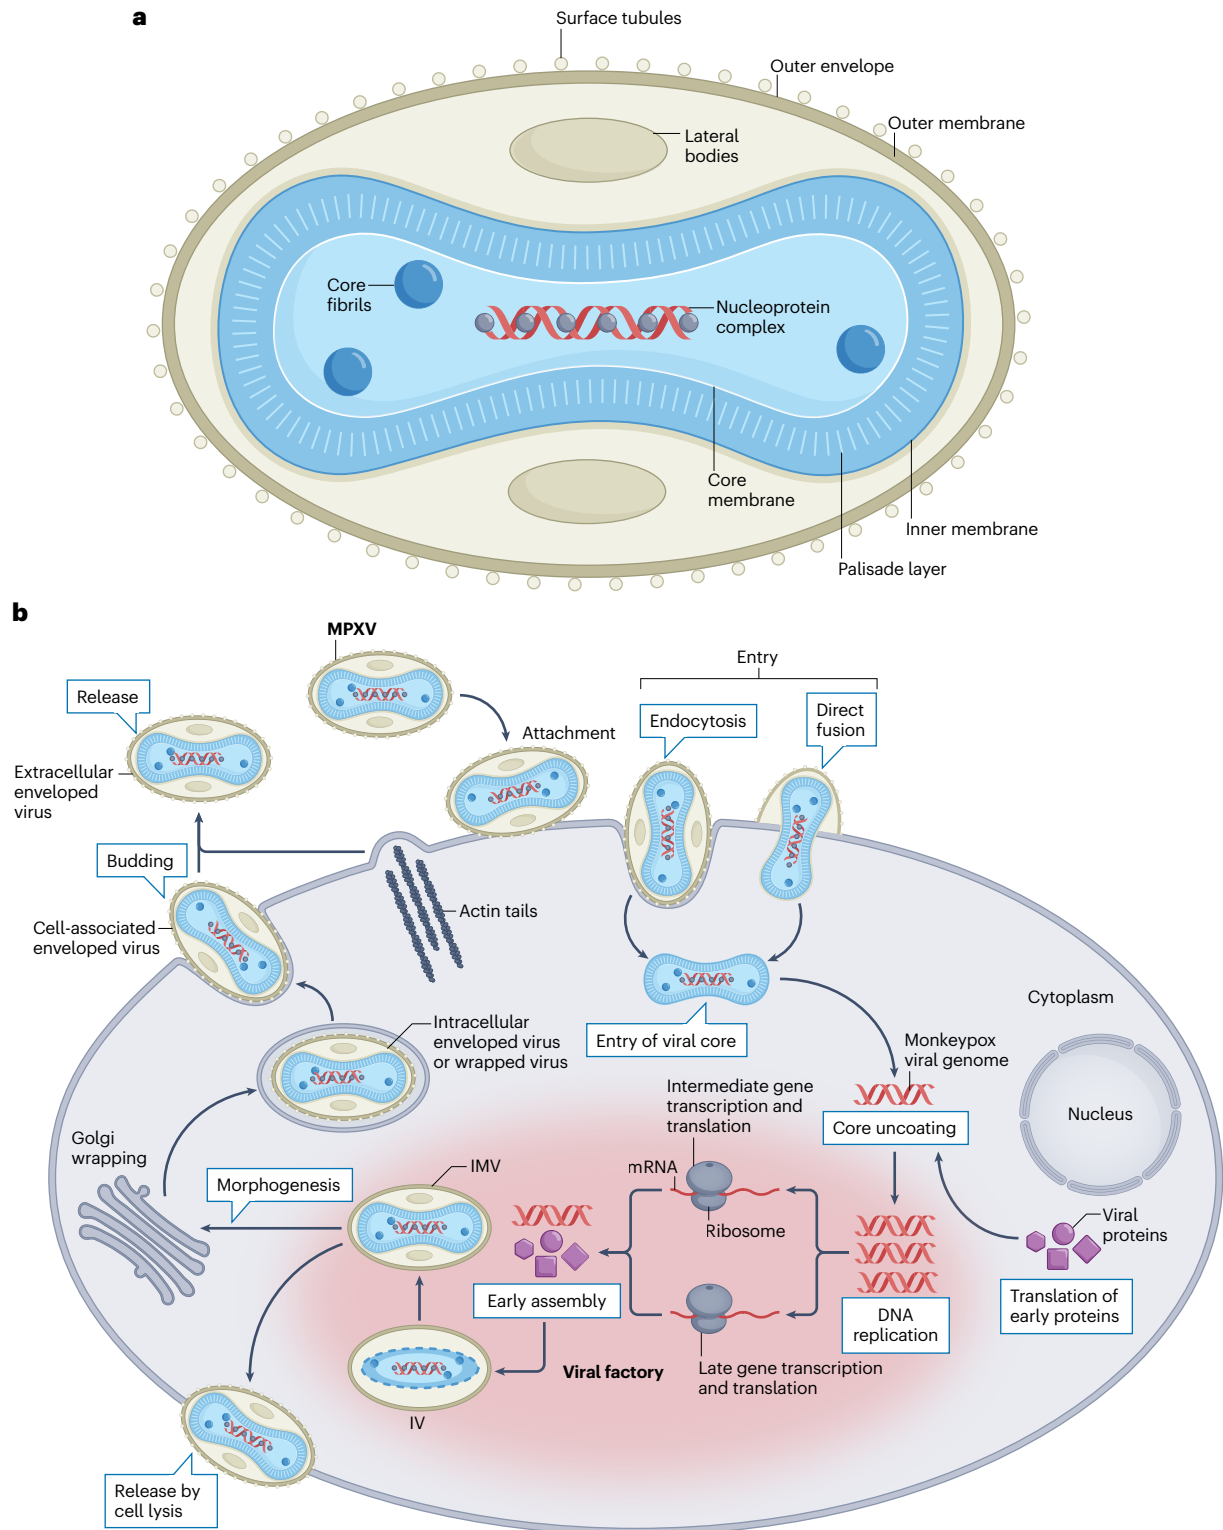 a
Surface tubules
Outer envelope
Outer membrane
Lateral
bodies
Core
fibrils
Nucleoprotein
complex
Core
membrane
Inner membrane
Palisade layer
b
MPXV
Entry
Release
Endocytosis
Direct
fusion
Attachment
Extracellular
enveloped
virus
Budding
Actin tails
Cell-associated
enveloped virus
Cytoplasm
Intracellular
enveloped virus
or wrapped virus
Entry of viral core
Monkeypox
viral genome
Intermediate gene
transcription and
translation
Nucleus
Core uncoating
Golgi
wrapping
IMV
mRNA
Morphogenesis
Ribosome
Viral
proteins
Early assembly
Translation of
early proteins
DNA
replication
Viral factory
Late gene transcription
and translation
IV
Release by
cell lysis